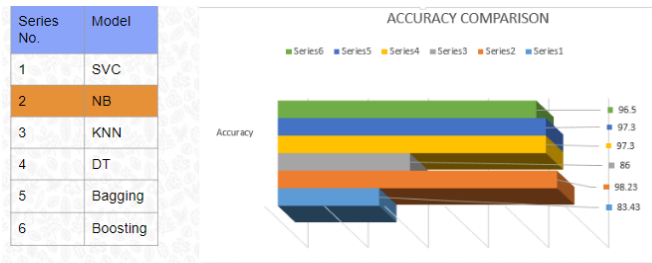 Series No. Model
1 SVC
2 NB
3 KNN
4 DT
5 Bagging
6 Boosting
ACCURACY COMPARISON
Series6 Series5 Series4 Series3 Series2 Series1
Accuracy
96.5
97.3
97.3
86
98.23
83.43